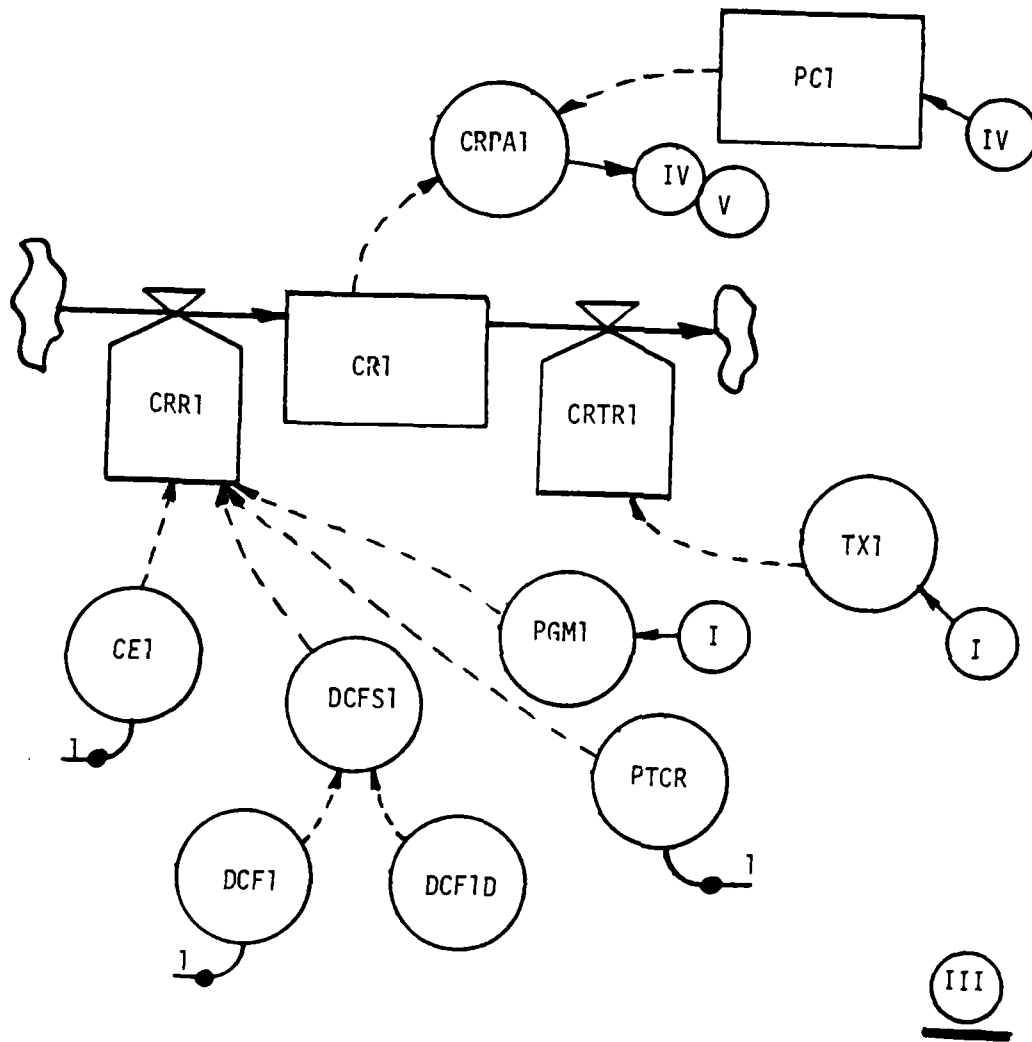 PC1
IV
CRPA1
IV
V
CR1
CRR1
CRTR1
TX1
I
PGM1
I
CE1
1
DCFS1
PTCR
1
DCF1
1
DCF1D
III